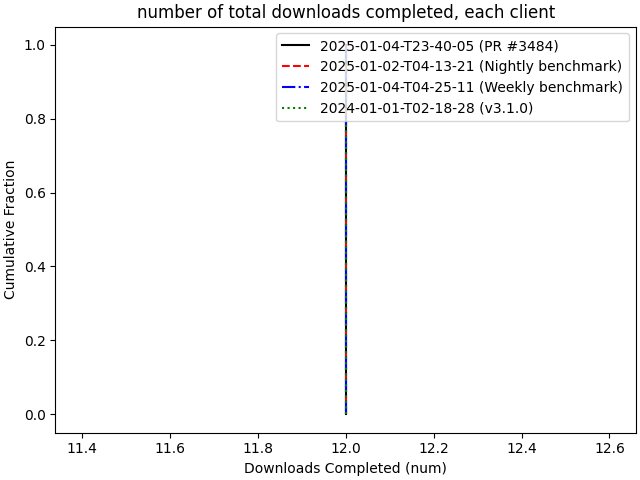 number of total downloads completed, each client
1.0
0.8
0.6
0.4
0.2
0.0
Cumulative Fraction
2025-01-04-T23-40-05 (PR #3484)
2025-01-02-T04-13-21 (Nightly benchmark)
2025-01-04-T04-25-11 (Weekly benchmark)
2024-01-01-T02-18-28 (v3.1.0)
11.4 11.6 11.8 12.0 12.2 12.4 12.6
Downloads Completed (num)